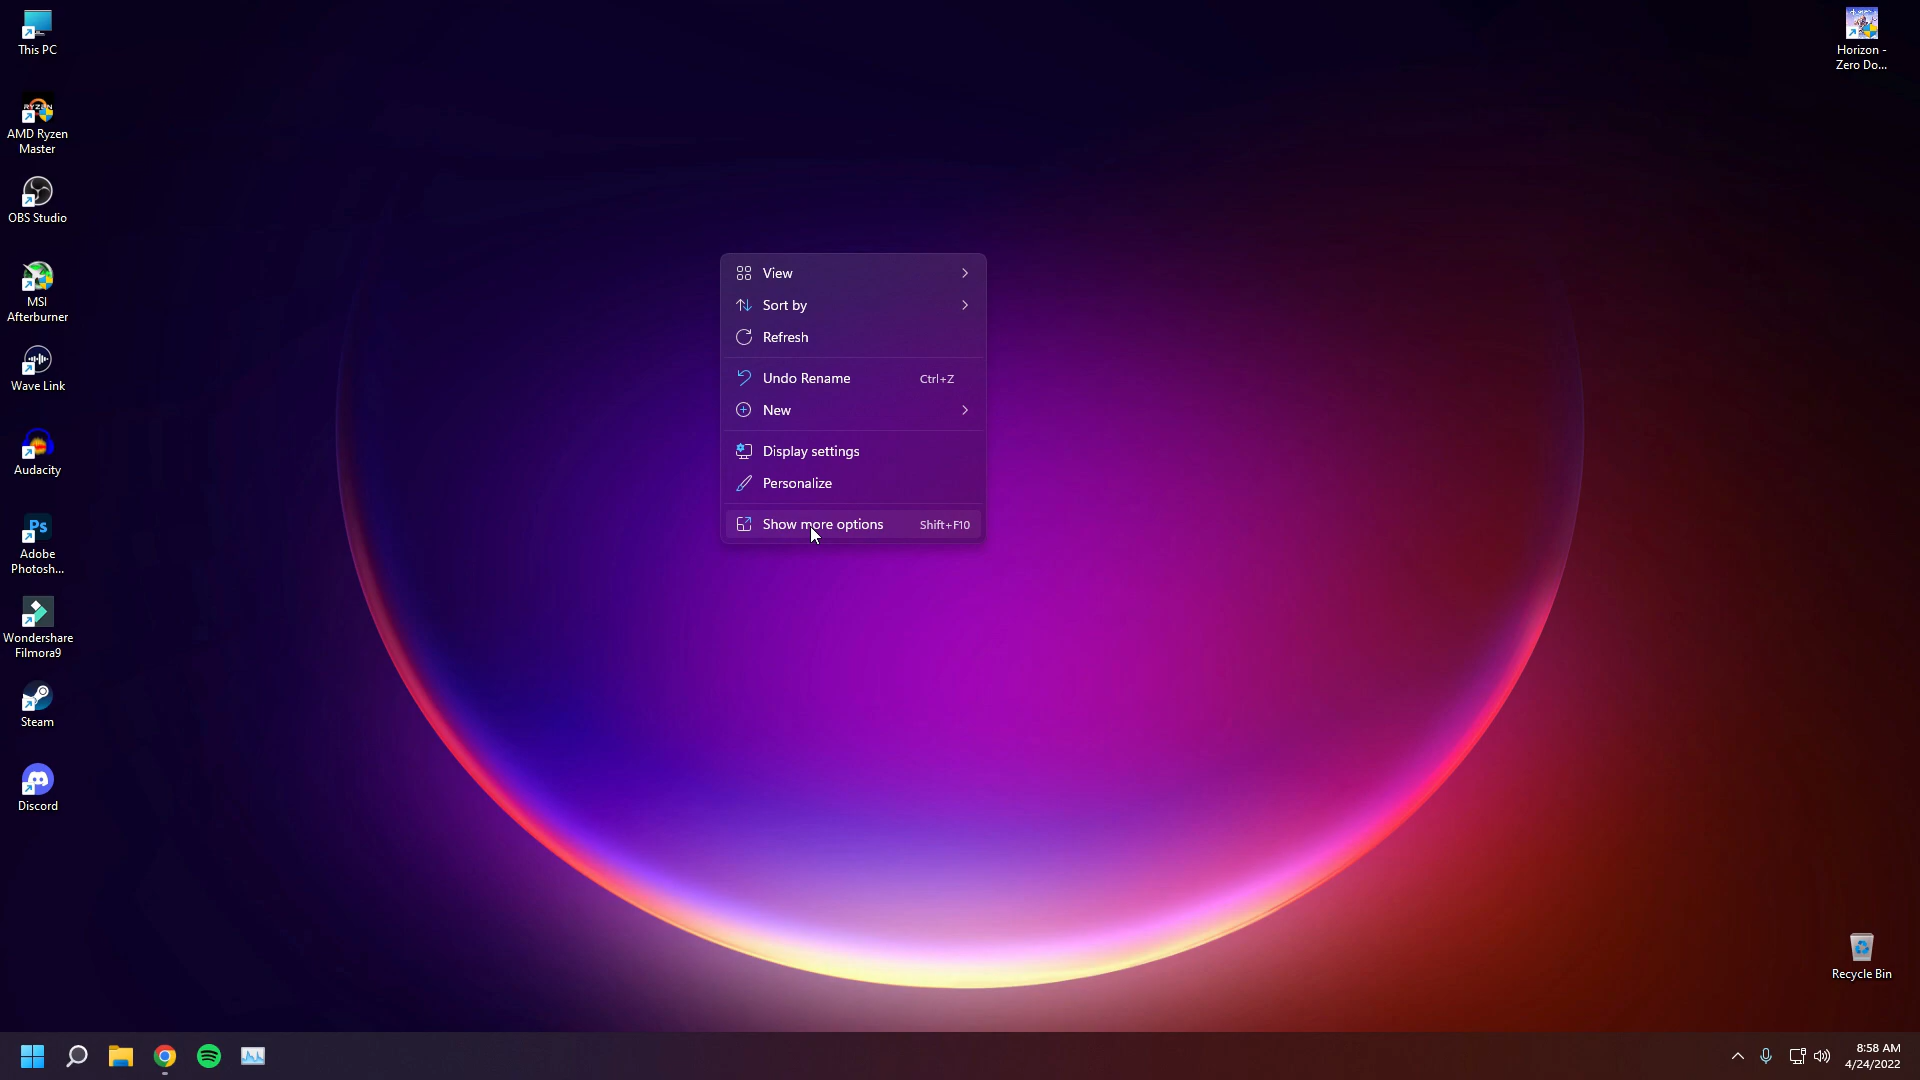 This PC
AMD Ryzen
Master
OBS Studio
MSI
Afterburner
Wave Link
Audacity
Adobe
Photosh...
Wondershare
Filmora9
Steam
Discord
View
Sort by
Refresh
Undo Rename Ctrl+Z
New
Display settings
Personalize
Show more options Shift+F10
Horizon -
Zero Do...
Recycle Bin
8:58 AM
4/24/2022